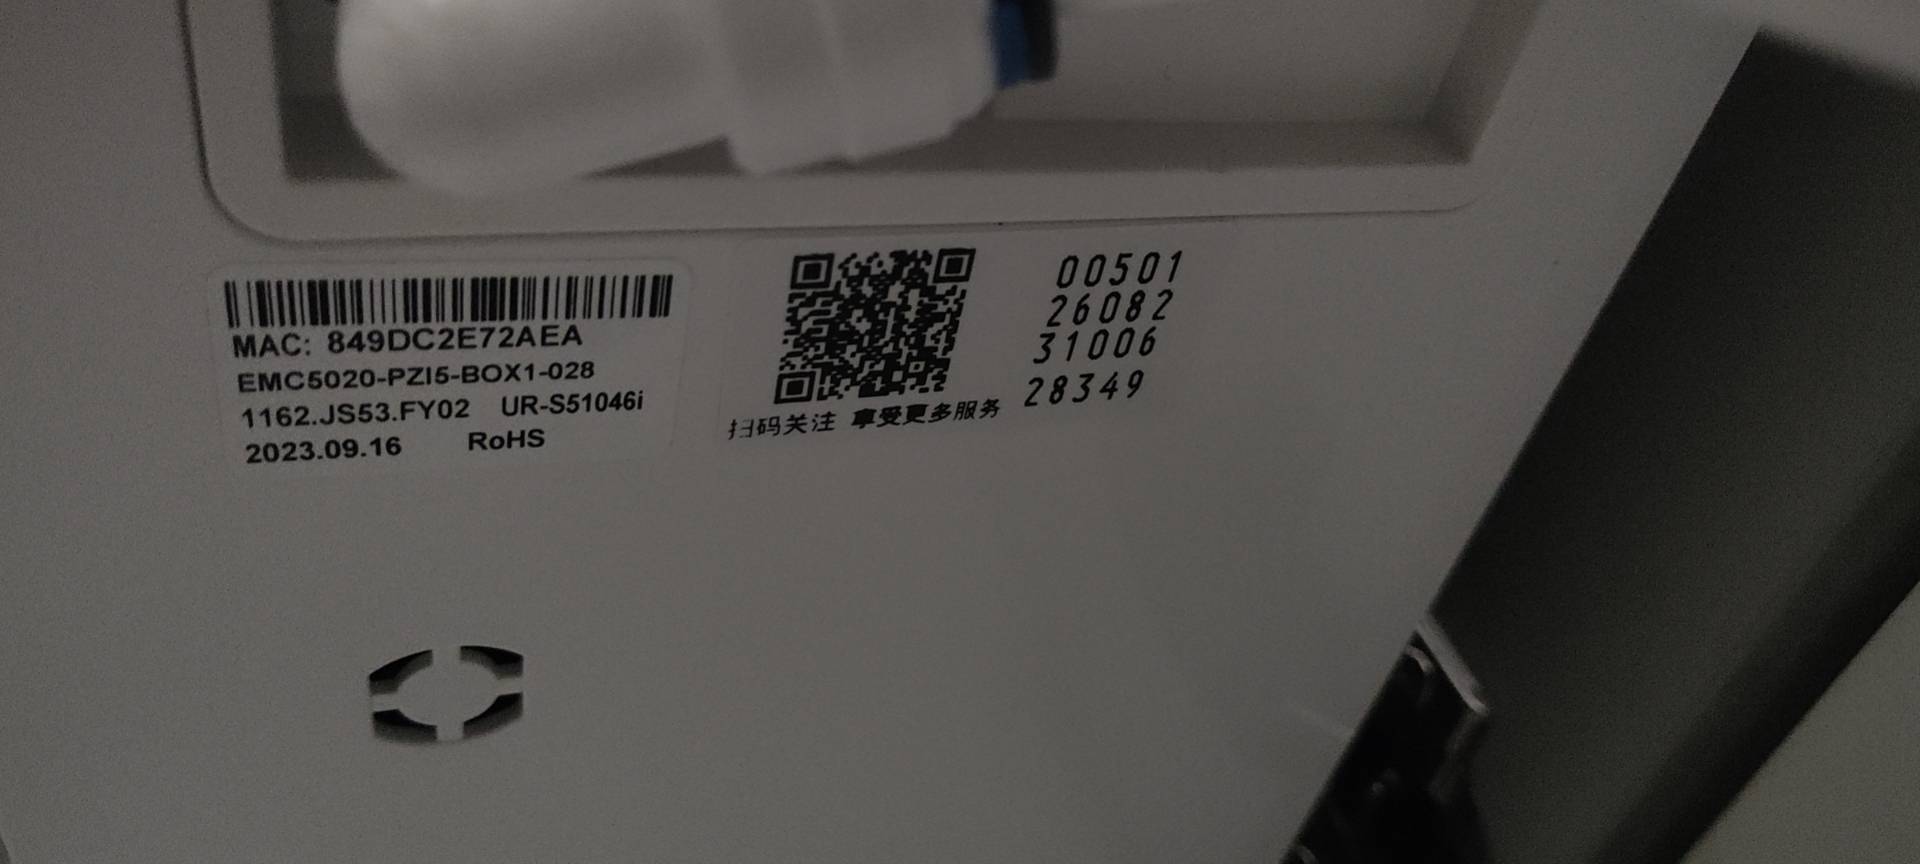 MAC: 849DC2E72AEA
EMC5020-PZI5-BOX1-028
1162.JS53.FY02 UR-S51046i
2023.09.16 RoHS
扫码关注 享受更多服务
00501
26082
31006
28349